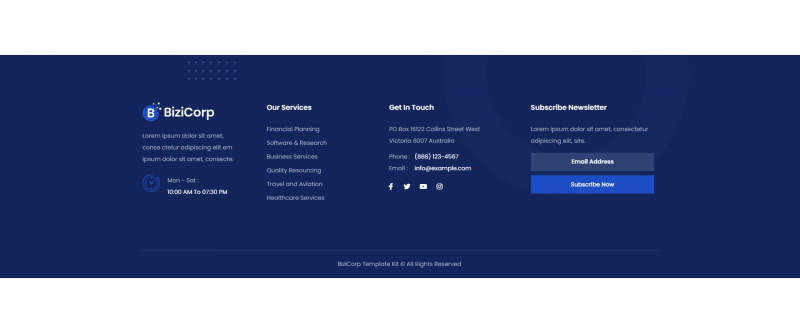 BiziCorp
Lorem ipsum dolor sit amet,
conse ctetur adipiscing elit em
ipsum dolor sit amet, consecte.
Mon - Sat :
10:00 AM To 07:30 PM
Our Services
Financial Planning
Software & Research
Business Services
Quality Resourcing
Travel and Aviation
Healthcare Services
Get In Touch
PO Box 16122 Collins Street West
Victoria 8007 Australia
Phone : (888) 123-4567
Email : info@example.com
Subscribe Newsletter
Lorem ipsum dolor sit amet, consectetur
adipiscing elit, site.
Email Address
Subscribe Now
BiziCorp Template Kit © All Rights Reserved